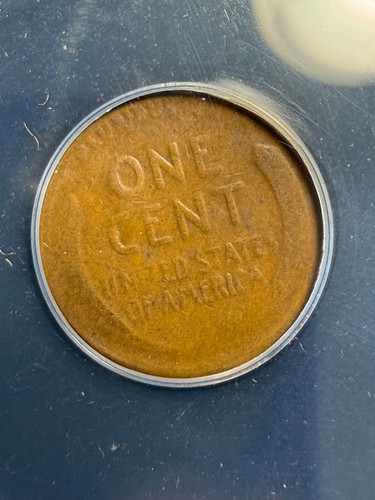 ONE
CENT
UNITED STATES
OF AMERICA